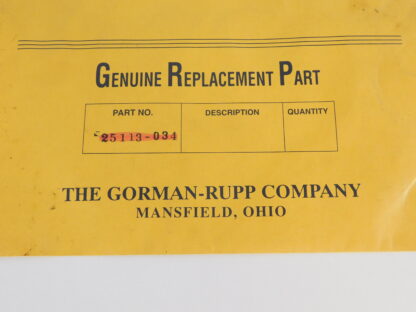 GENUINE REPLACEMENT PART
PART NO. DESCRIPTION QUANTITY
25113-034
THE GORMAN-RUPP COMPANY
MANSFIELD, OHIO